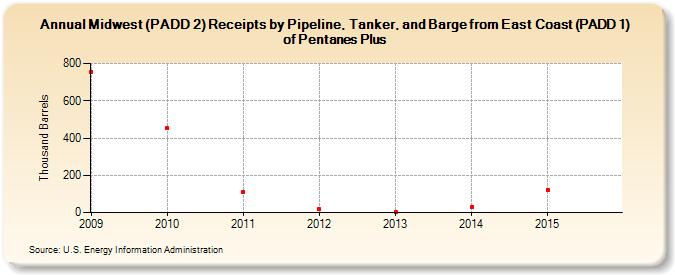 Annual Midwest (PADD 2) Receipts by Pipeline, Tanker, and Barge from East Coast (PADD 1)
of Pentanes Plus
Thousand Barrels
800
600
400
200
0
2009 2010 2011 2012 2013 2014 2015
Source: U.S. Energy Information Administration